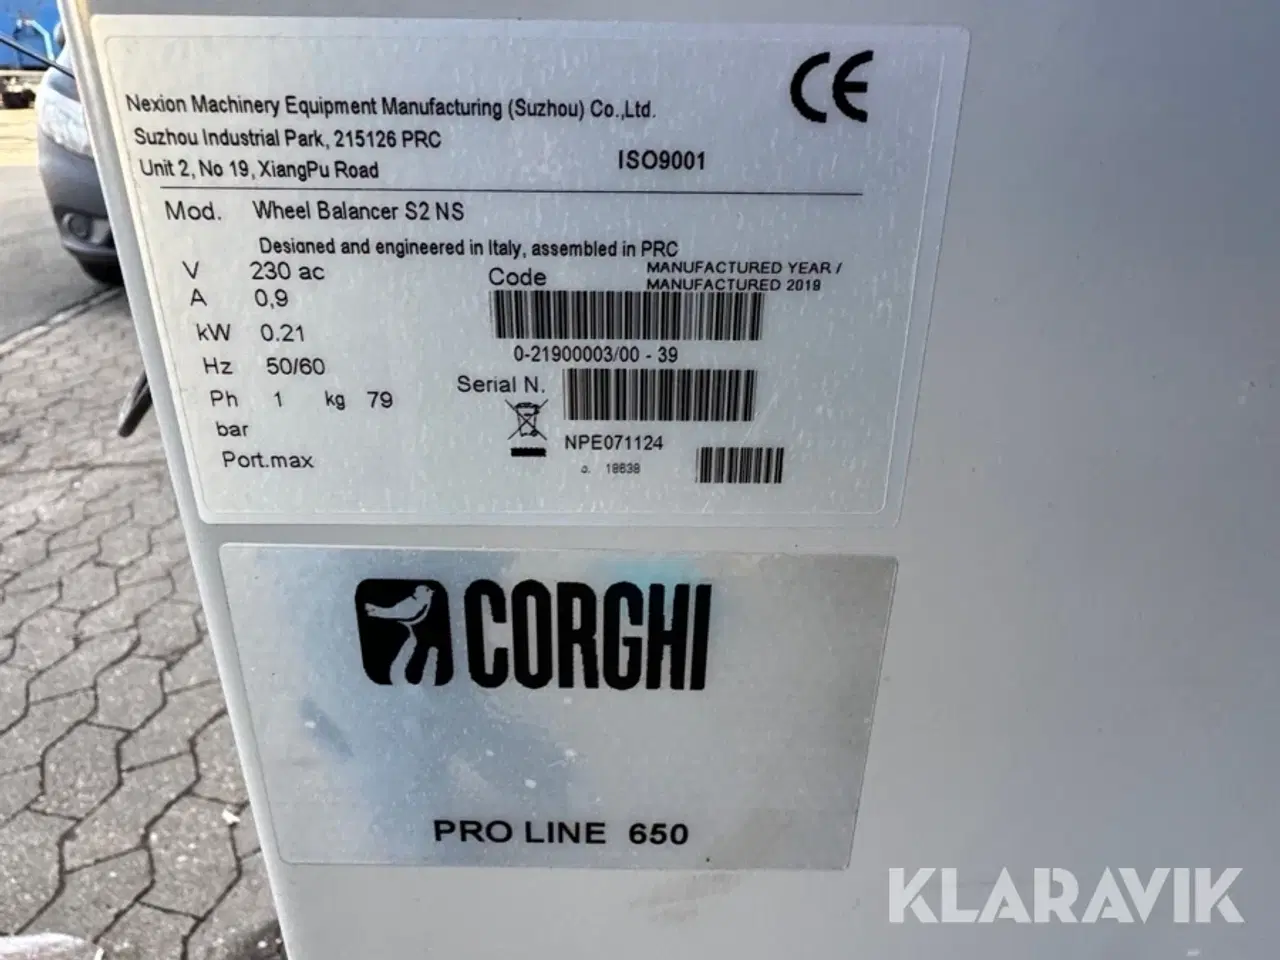 Nexion Machinery Equipment Manufacturing (Suzhou) Co.,Ltd.
Suzhou Industrial Park, 215126 PRC
Unit 2, No 19, XiangPu Road
CE
ISO9001
Mod. Wheel Balancer S2 NS
Designed and engineered in Italy, assembled in PRC
V 230 ac
A 0,9
kW 0.21
Hz 50/60
Ph 1 kg 79
bar
Port.max
Code
MANUFACTURED YEAR /
MANUFACTURED 2019
0-21900003/00 - 39
Serial N.
NPE071124
o. 18638
CORGHI
PRO LINE 650
KLARAVIK